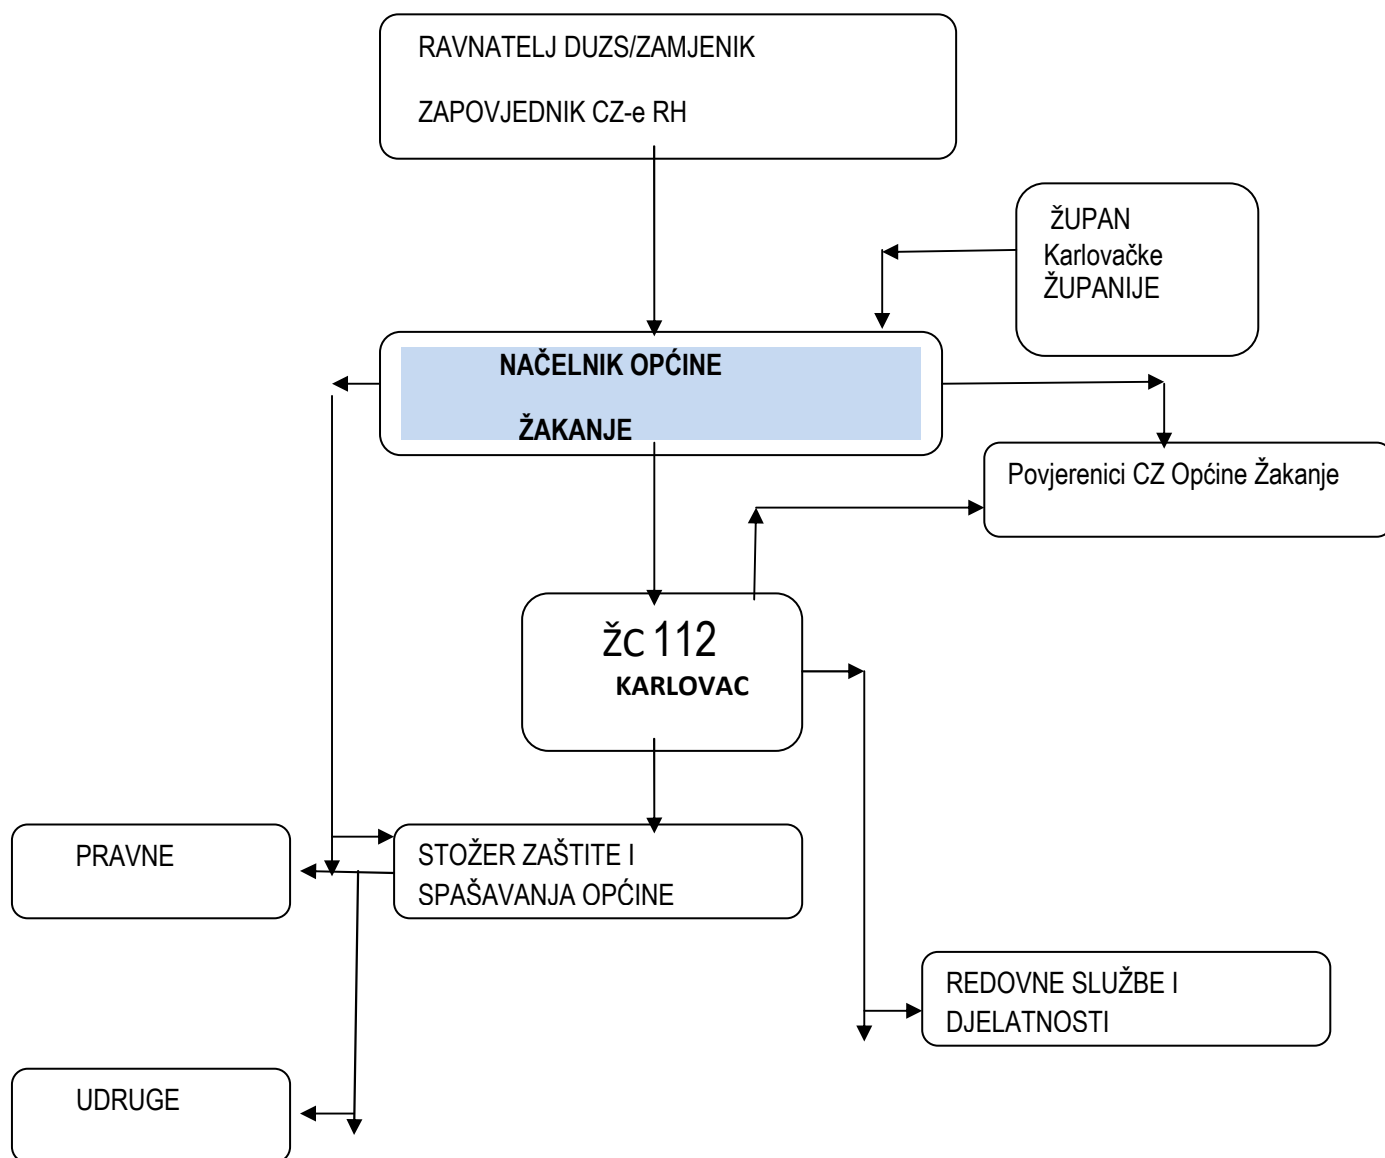 RAVNATELJ DUZS/ZAMJENIK
ZAPOVJEDNIK CZ-e RH
ŽUPAN
Karlovačke
ŽUPANIJE
NAČELNIK OPĆINE
ŽAKANJE
Povjerenici CZ Općine Žakanje
ŽC 112
KARLOVAC
PRAVNE
STOŽER ZAŠTITE I
SPAŠAVANJA OPĆINE
REDOVNE SLUŽBE I
DJELATNOSTI
UDRUGE